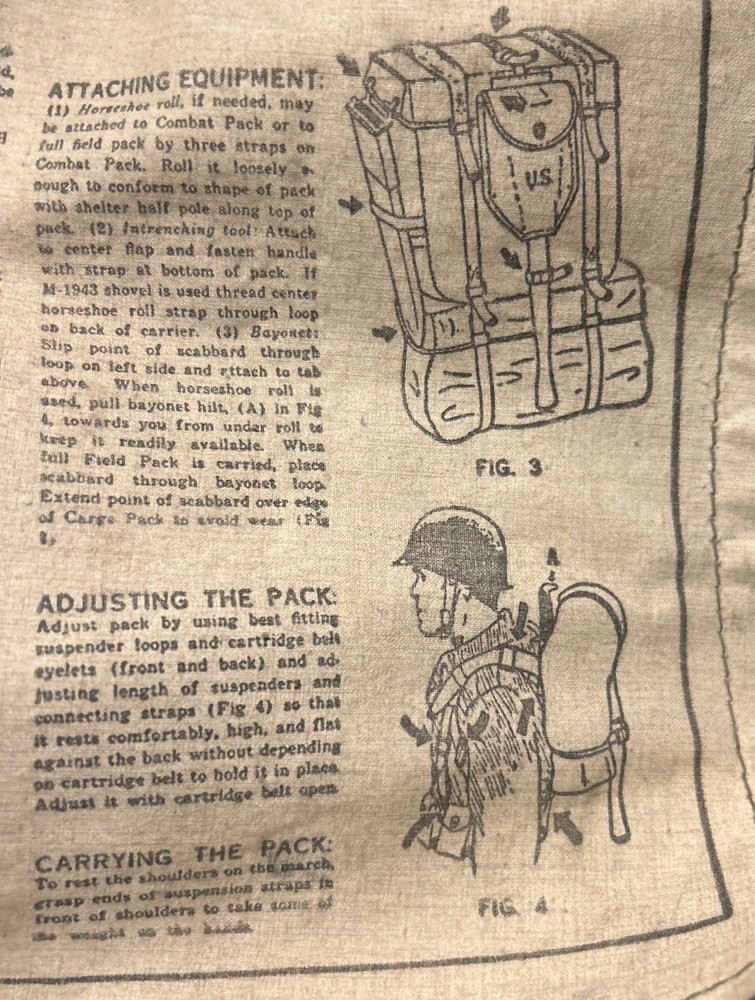 d,
be
ATTACHING EQUIPMENT:
(1) Horseshoe roll, if needed, may
be attached to Combat Pack or to
full field pack by three straps on
Combat Pack. Roll it loosely e-
nough to conform to shape of pack
with shelter half pole along top of
pack. (2) Intrenching tool: Attach
to center flap and fasten handle
with strap at bottom of pack. If
M-1943 shovel is used thread center
horseshoe roll strap through loop
on back of carrier. (3) Bayonet:
Slip point of scabbard through
loop on left side and attach to tab
above. When horseshoe roll is
used, pull bayonet hilt, (A) in Fig
4, towards you from under roll to
keep it readily available. When
full Field Pack is carried, place
scabbard through bayonet loop.
Extend point of scabbard over edge
of Cargo Pack to avoid wear (Fig
U.S.
FIG. 3
ADJUSTING THE PACK:
Adjust pack by using best fitting
suspender loops and cartridge belt
eyelets (front and back) and ad-
justing length of suspenders and
connecting straps (Fig 4) so that
it rests comfortably, high, and flat
against the back without depending
on cartridge belt to hold it in place.
Adjust it with cartridge belt open.
CARRYING THE PACK:
To rest the shoulders on the march,
grasp ends of suspension straps in
front of shoulders to take some of
the weight on the hands.
A
FIG. 4